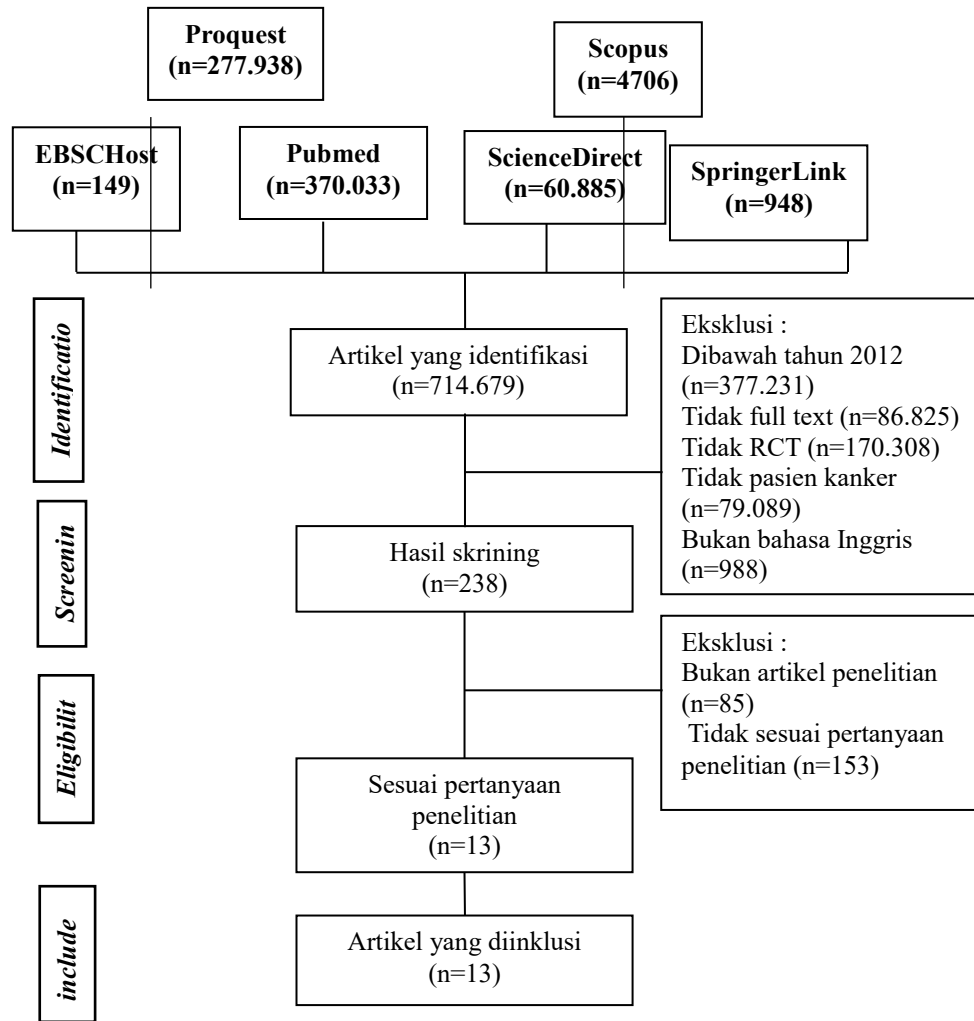 Proquest
(n=277.938)
Scopus
(n=4706)
EBSCHost
(n=149)
Pubmed
(n=370.033)
ScienceDirect
(n=60.885)
SpringerLink
(n=948)
Identificatio
Artikel yang identifikasi
(n=714.679)
Eksklusi :
Dibawah tahun 2012
(n=377.231)
Tidak full text (n=86.825)
Tidak RCT (n=170.308)
Tidak pasien kanker
(n=79.089)
Bukan bahasa Inggris
(n=988)
Screenin
Hasil skrining
(n=238)
Eksklusi :
Bukan artikel penelitian
(n=85)
Tidak sesuai pertanyaan
penelitian (n=153)
Eligibilit
Sesuai pertanyaan
penelitian
(n=13)
include
Artikel yang diinklusi
(n=13)